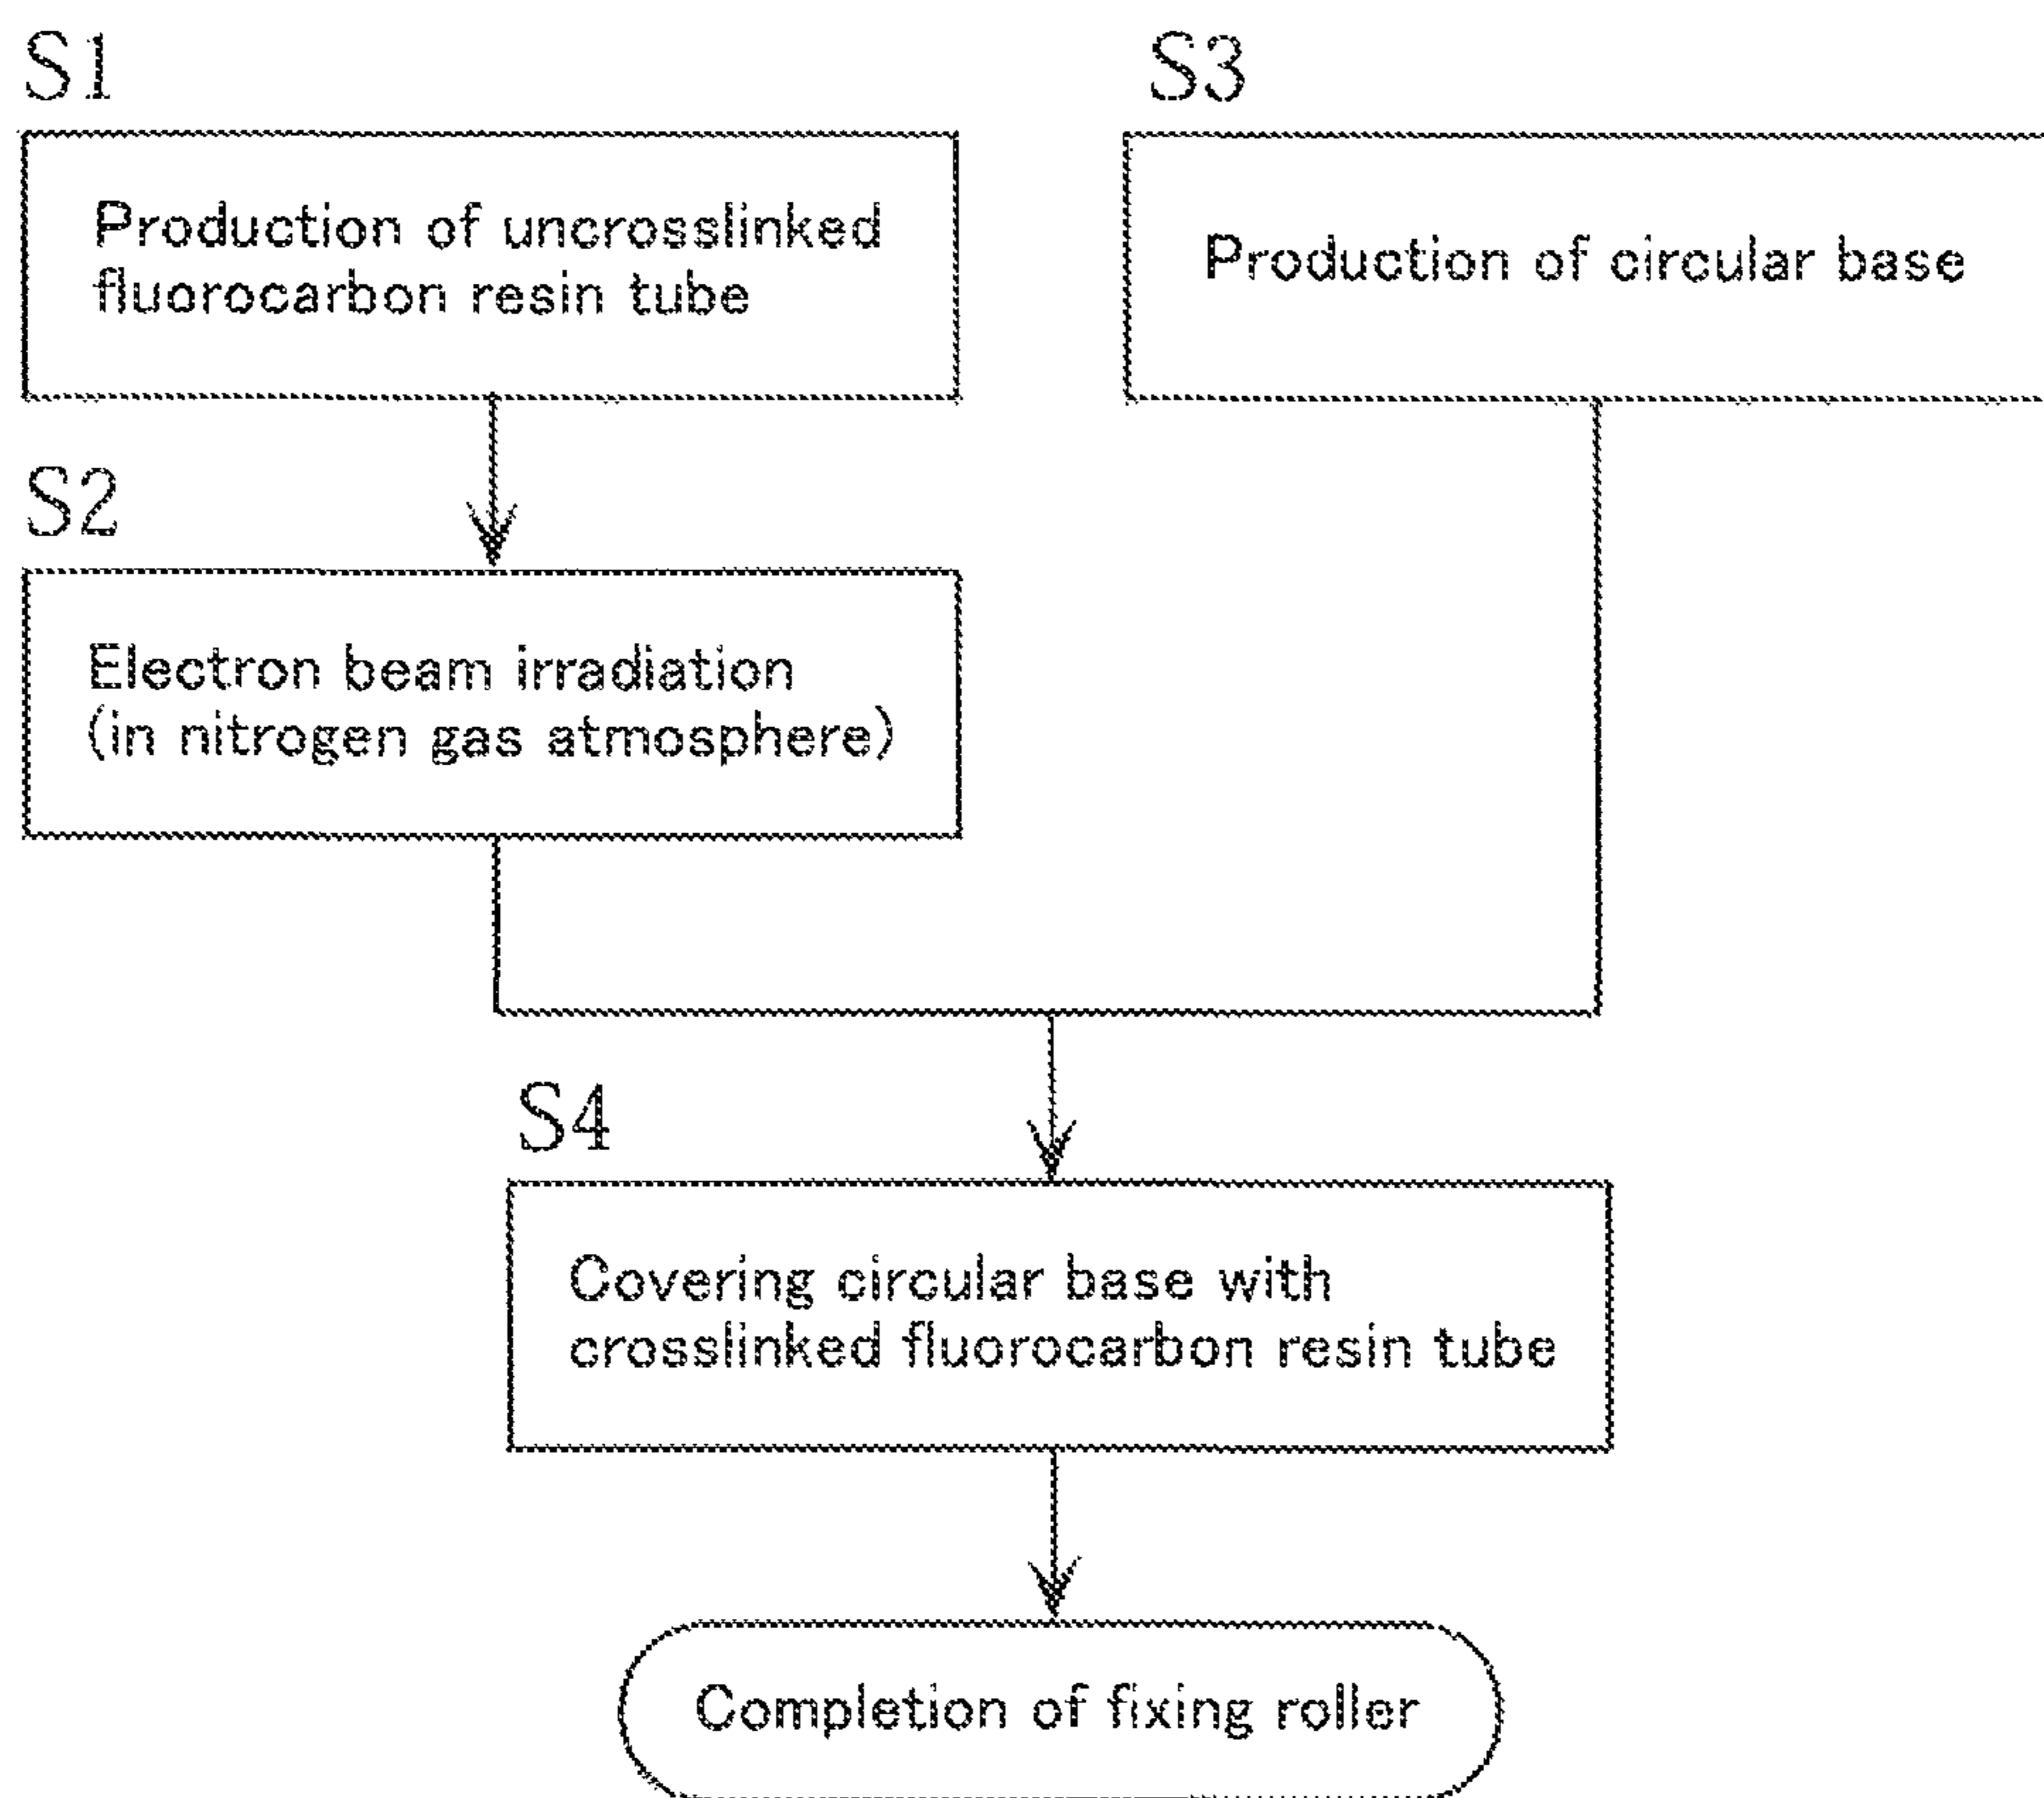 S1
Production of uncrosslinked
fluorocarbon resin tube
S3
Production of circular base
S2
Electron beam irradiation
(in nitrogen gas atmosphere)
S4
Covering circular base with
crosslinked fluorocarbon resin tube
Completion of fixing roller